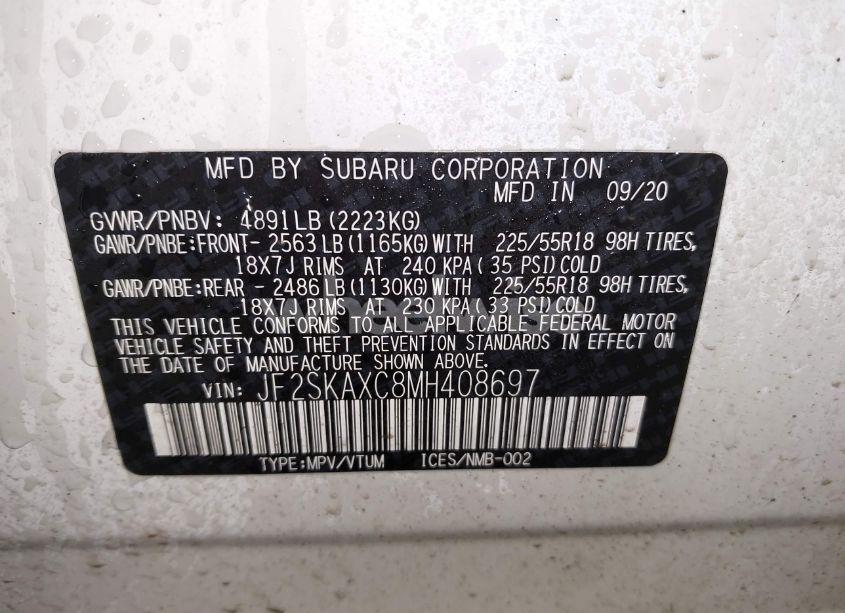 MFD BY SUBARU CORPORATION
MFD IN 09/20
GVWR/PNBV: 4891LB(2223KG)
GAWR/PNBE:FRONT- 2563LB(1165KG)WITH 225/55R18 98H TIRES,
18X7J RIMS AT 240 KPA( 35 PSI)COLD
GAWR/PNBE:REAR - 2486LB(1130KG)WITH 225/55R18 98H TIRES,
18X7J RIMS AT 230 KPA( 33 PSI)COLD
THIS VEHICLE CONFORMS TO ALL APPLICABLE FEDERAL MOTOR
VEHICLE SAFETY AND THEFT PREVENTION STANDARDS IN EFFECT ON
THE DATE OF MANUFACTURE SHOWN ABOVE.
VIN: JF2SKAXC8MH408697
TYPE:MPV/VTUM ICES/NMB-002